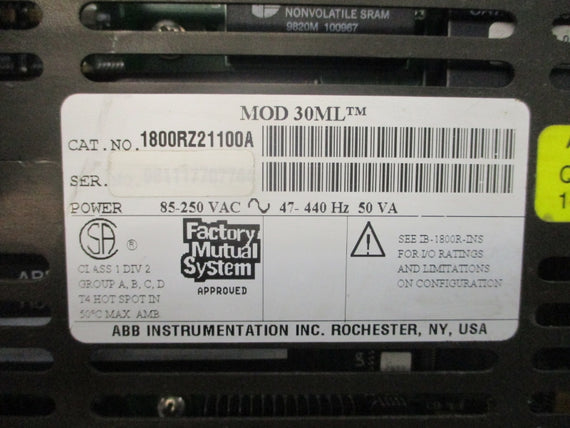 NONVOLATILE SRAM
9820M 100967
MOD 30ML™
CAT.NO. 1800RZ21100A
SER.
POWER 85-250 VAC 47-440 Hz 50 VA
SA ®
CLASS 1 DIV 2
GROUP A, B, C, D
T4 HOT SPOT IN
50°C MAX AMB.
Factory
Mutual
System
APPROVED
SEE IB-1800R-INS
FOR I/O RATINGS
AND LIMITATIONS
ON CONFIGURATION
ABB INSTRUMENTATION INC. ROCHESTER, NY, USA